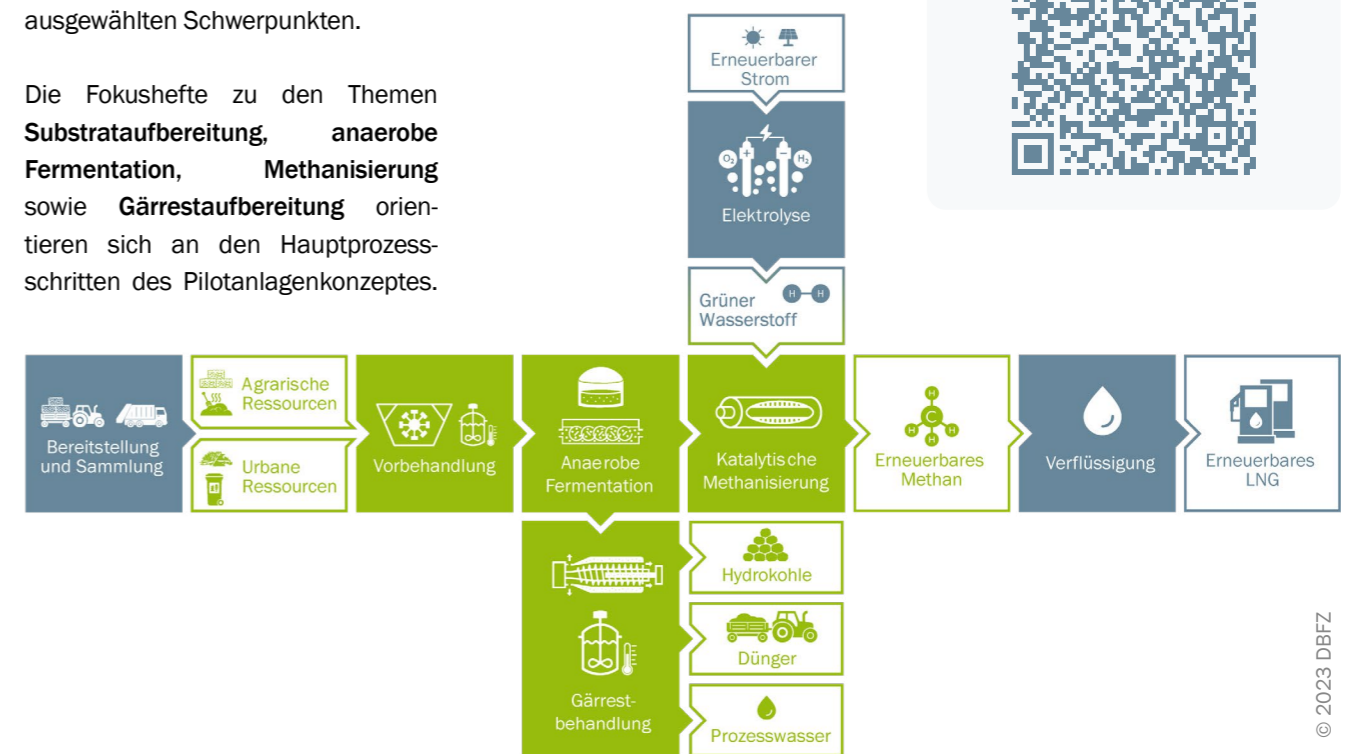 ausgewählten Schwerpunkten.
Die Fokushefte zu den Themen
Substrataufbereitung, anaerobe
Fermentation, Methanisierung
sowie Gärrestaufbereitung orien-
tieren sich an den Hauptprozess-
schritten des Pilotanlagenkonzeptes.
Erneuerbarer
Strom
O₂ + − H₂
Elektrolyse
Grüner
Wasserstoff
H H
Bereitstellung
und Sammlung
Agrarische
Ressourcen
Urbane
Ressourcen
Vorbehandlung
Anaerobe
Fermentation
Katalytische
Methanisierung
H
H C H
H
Erneuerbares
Methan
Verflüssigung
Erneuerbares
LNG
Gärrest-
behandlung
Hydrokohle
Dünger
Prozesswasser
© 2023 DBFZ